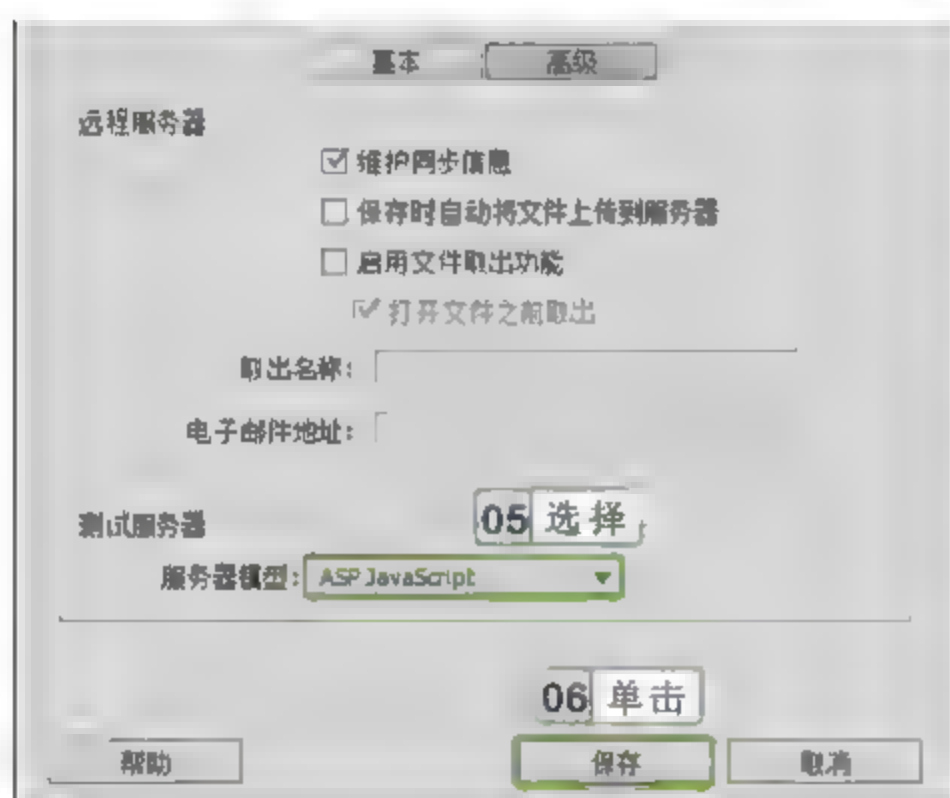 基本 高级
远程服务器
维护同步信息
保存时自动将文件上传到服务器
启用文件取出功能
打开文件之前取出
取出名称:
电子邮件地址:
05 选择
测试服务器
服务器模型: ASP JavaScript
06 单击
帮助 保存 取消